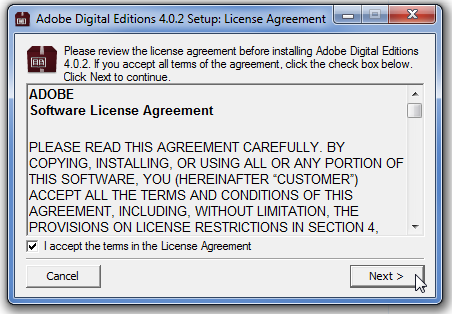 Adobe Digital Editions 4.0.2 Setup: License Agreement
Please review the license agreement before installing Adobe Digital Editions
4.0.2. If you accept all terms of the agreement, click the check box below.
Click Next to continue.
ADOBE
Software License Agreement
PLEASE READ THIS AGREEMENT CAREFULLY. BY
COPYING, INSTALLING, OR USING ALL OR ANY PORTION OF
THIS SOFTWARE, YOU (HEREINAFTER “CUSTOMER”)
ACCEPT ALL THE TERMS AND CONDITIONS OF THIS
AGREEMENT, INCLUDING, WITHOUT LIMITATION, THE
PROVISIONS ON LICENSE RESTRICTIONS IN SECTION 4,
I accept the terms in the License Agreement
Cancel
Next >